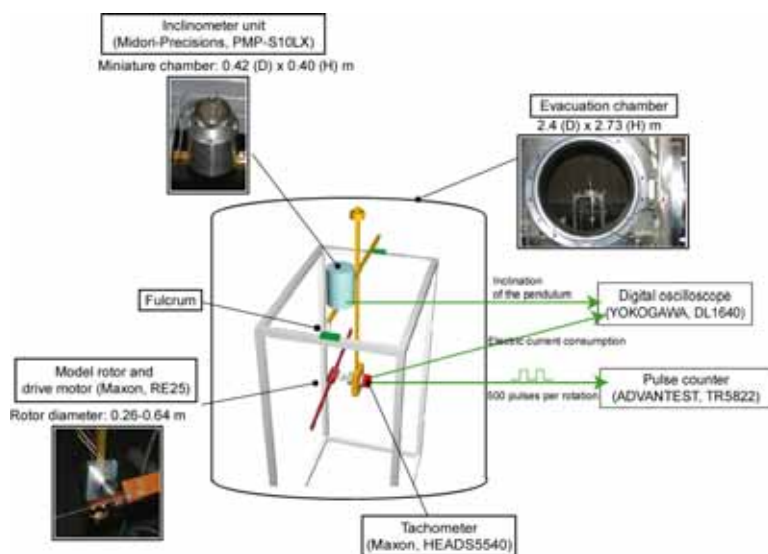 Inclinometer unit
(Midori-Precisions, PMP-S10LX)
Miniature chamber: 0.42 (D) x 0.40 (H) m
Evacuation chamber
2.4 (D) x 2.73 (H) m
Fulcrum
Inclination
of the pendulum
Digital oscilloscope
(YOKOGAWA, DL1640)
Electric current consumption
Model rotor and
drive motor (Maxon, RE25)
Rotor diameter: 0.26-0.64 m
Pulse counter
(ADVANTEST, TR5822)
500 pulses per rotation
Tachometer
(Maxon, HEADS5540)